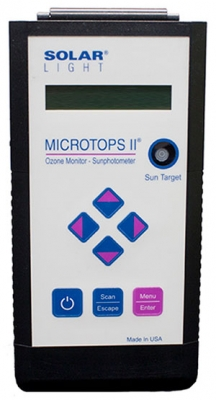 SOLAR®
LIGHT
MICROTOPS II®
Ozone Monitor - Sunphotometer
Sun Target
Scan
Escape
Menu
Enter
Made In USA